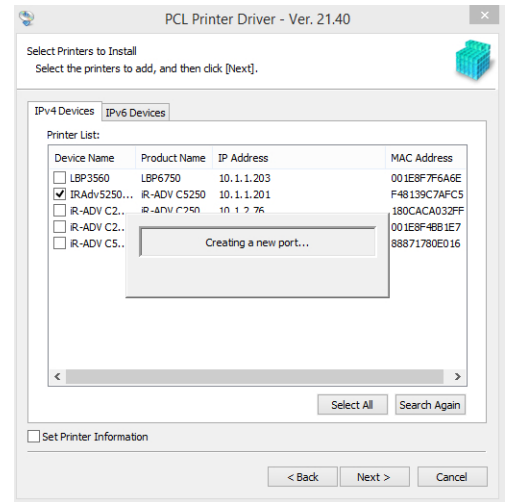 PCL Printer Driver - Ver. 21.40
Select Printers to Install
Select the printers to add, and then click [Next].
IPv4 Devices IPv6 Devices
Printer List:
Device Name Product Name IP Address MAC Address
LBP3560 LBP6750 10.1.1.203 001E8F7F6A6E
IRAdv5250... iR-ADV C5250 10.1.1.201 F48139C7AFC5
iR-ADV C2... iR-ADV C250 10.1.2.76 180CACA032FF
iR-ADV C2.. 001E8F4BB1E7
iR-ADV C5.. 88871780E016
Creating a new port...
Select All Search Again
Set Printer Information
< Back Next > Cancel